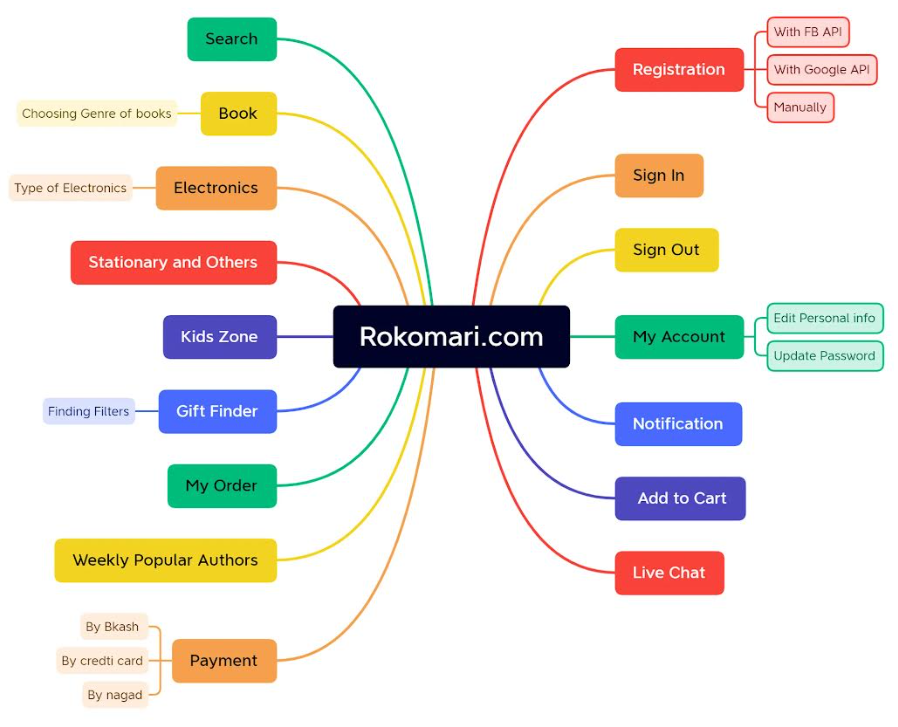 Rokomari.com
Search
Book
Choosing Genre of books
Electronics
Type of Electronics
Stationary and Others
Kids Zone
Gift Finder
Finding Filters
My Order
Weekly Popular Authors
Payment
By Bkash
By credti card
By nagad
Registration
With FB API
With Google API
Manually
Sign In
Sign Out
My Account
Edit Personal info
Update Password
Notification
Add to Cart
Live Chat